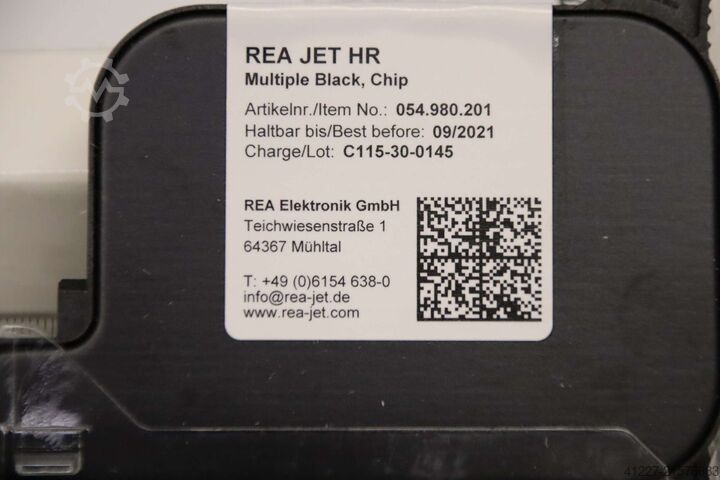 REA JET HR
Multiple Black, Chip
Artikelnr./Item No.: 054.980.201
Haltbar bis/Best before: 09/2021
Charge/Lot: C115-30-0145
REA Elektronik GmbH
Teichwiesenstraße 1
64367 Mühltal
T: +49 (0)6154 638-0
info@rea-jet.de
www.rea-jet.com